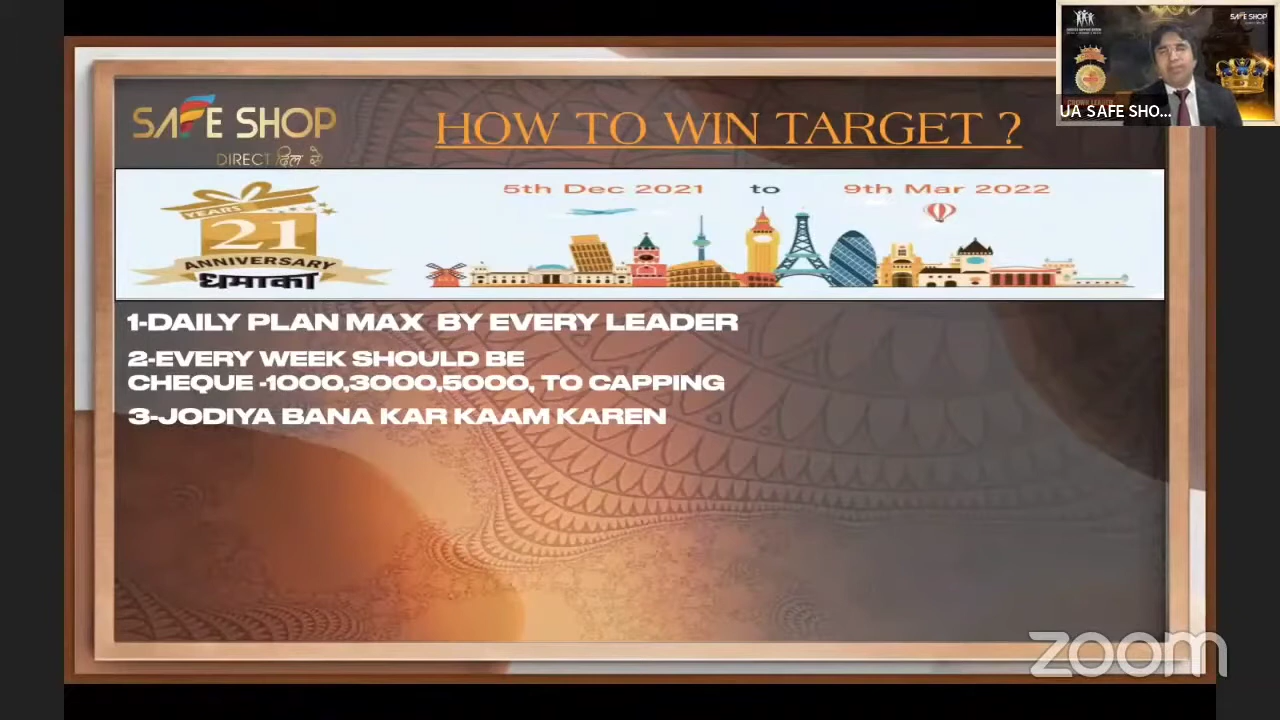 SAFE SHOP
DIRECT दिल से
HOW TO WIN TARGET ?
SAFE SHOP
UA SAFE SHO...
YEARS
21
ANNIVERSARY
धमाका
5th Dec 2021 to 9th Mar 2022
1-DAILY PLAN MAX BY EVERY LEADER
2-EVERY WEEK SHOULD BE
CHEQUE -1000,3000,5000, TO CAPPING
3-JODIYA BANA KAR KAAM KAREN
zoom